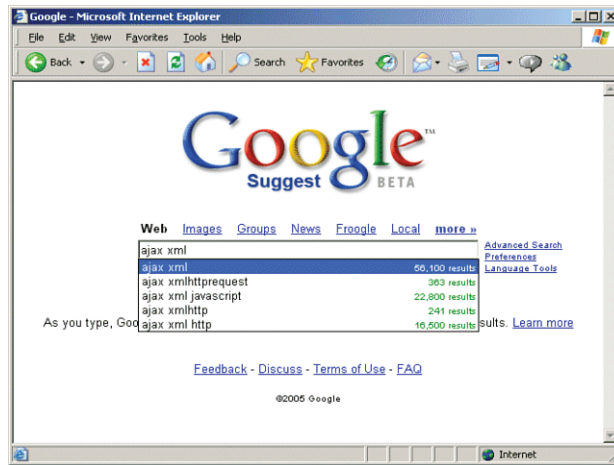 Google - Microsoft Internet Explorer
File Edit View Favorites Tools Help
Back Search Favorites
Google™
Suggest BETA
Web Images Groups News Froogle Local more »
ajax xml
Advanced Search
Preferences
Language Tools
ajax xml 56,100 results
ajax xmlhttprequest 363 results
ajax xml javascript 22,800 results
ajax xmlhttp 241 results
ajax xml http 16,500 results
As you type, Goo sults. Learn more
Feedback - Discuss - Terms of Use - FAQ
©2005 Google
Internet